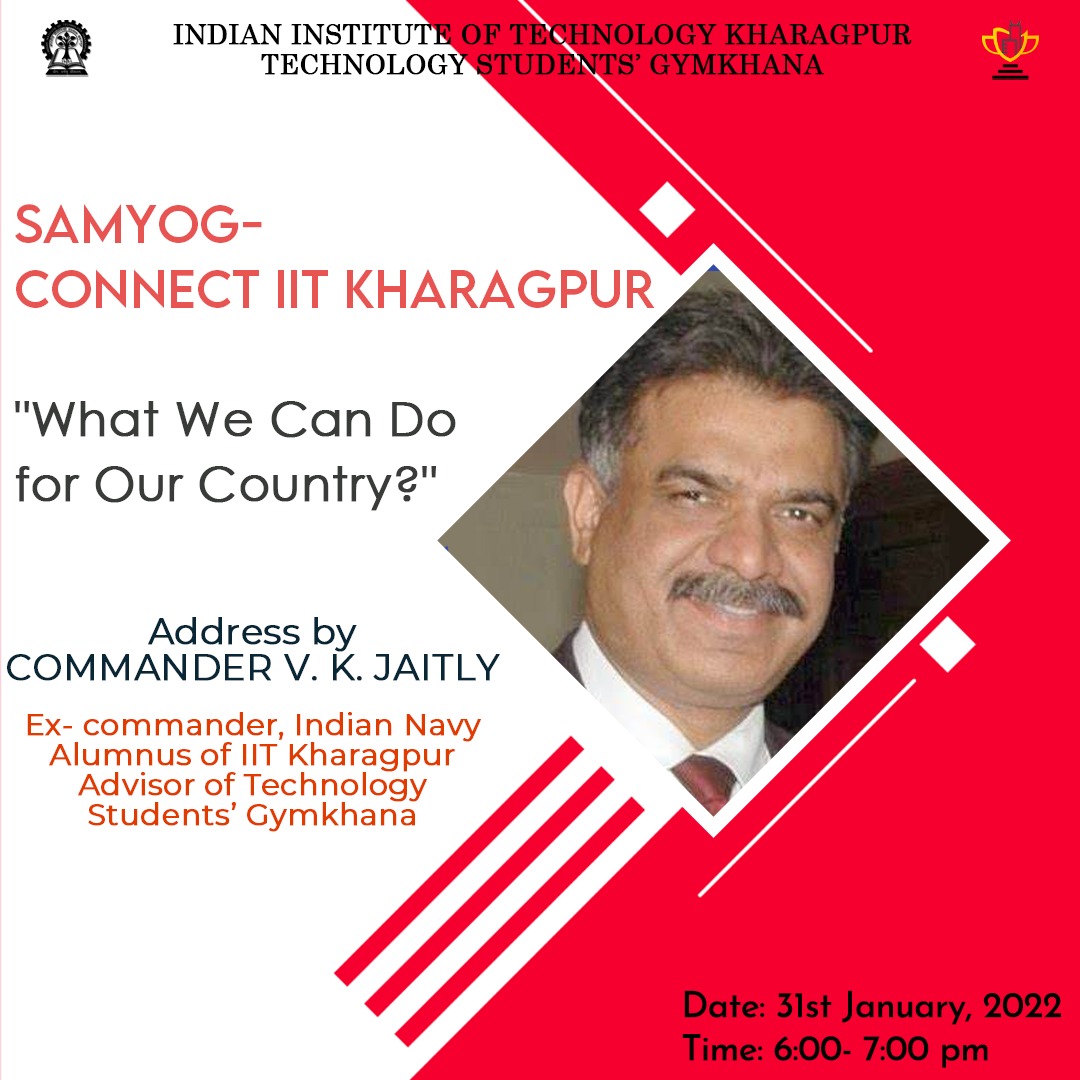 INDIAN INSTITUTE OF TECHNOLOGY KHARAGPUR
TECHNOLOGY STUDENTS’ GYMKHANA
SAMYOG-
CONNECT IIT KHARAGPUR
"What We Can Do
for Our Country?"
Address by
COMMANDER V. K. JAITLY
Ex- commander, Indian Navy
Alumnus of IIT Kharagpur
Advisor of Technology
Students’ Gymkhana
Date: 31st January, 2022
Time: 6:00- 7:00 pm